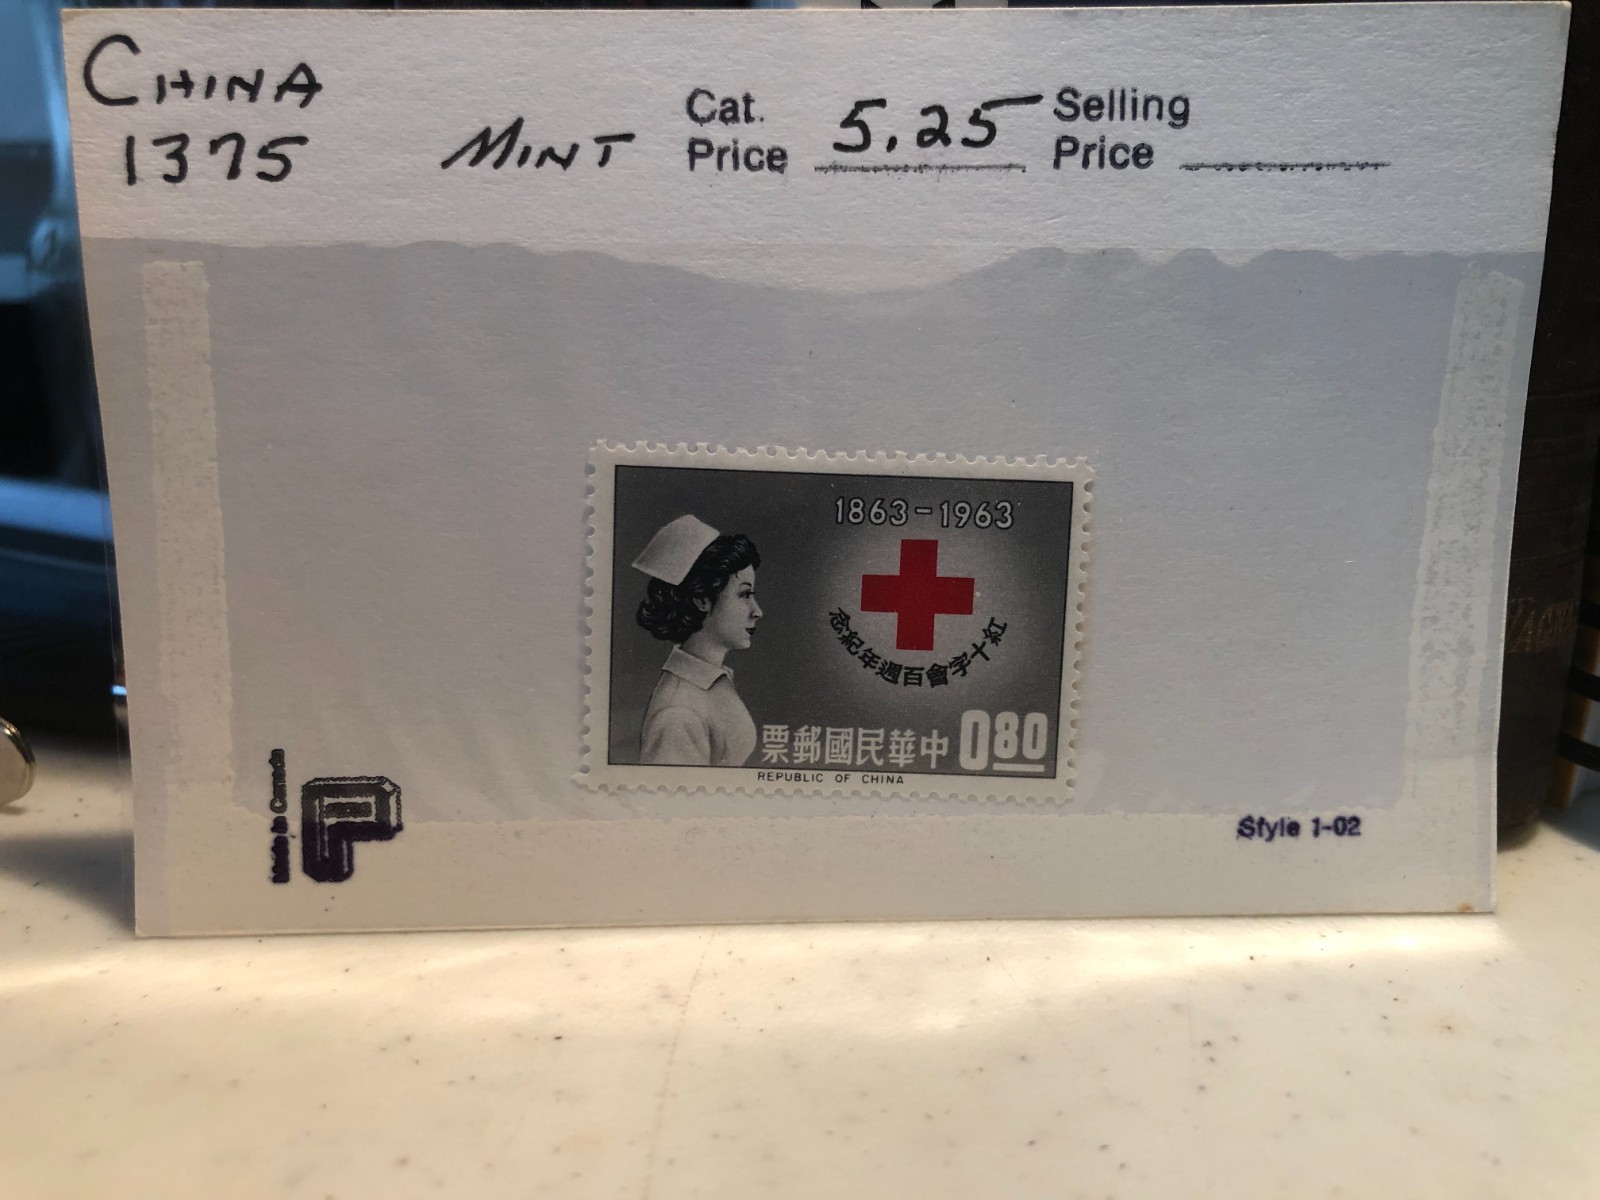 CHINA
1375
MINT
Cat.
Price
5.25
Selling
Price
1863-1963
紅十字會百週年紀念
中華民國郵票
0.80
REPUBLIC OF CHINA
Made in Canada
Style 1-02